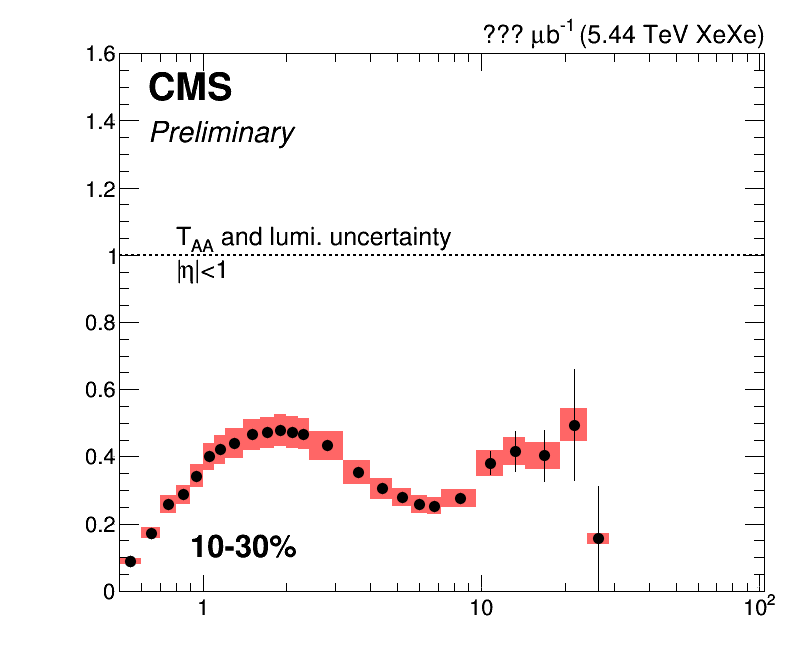 ??? μb⁻¹ (5.44 TeV XeXe)
1.6
CMS
Preliminary
1.4
1.2
T_AA and lumi. uncertainty
1
|η|<1
0.8
0.6
0.4
0.2
10-30%
0
1 10 10²